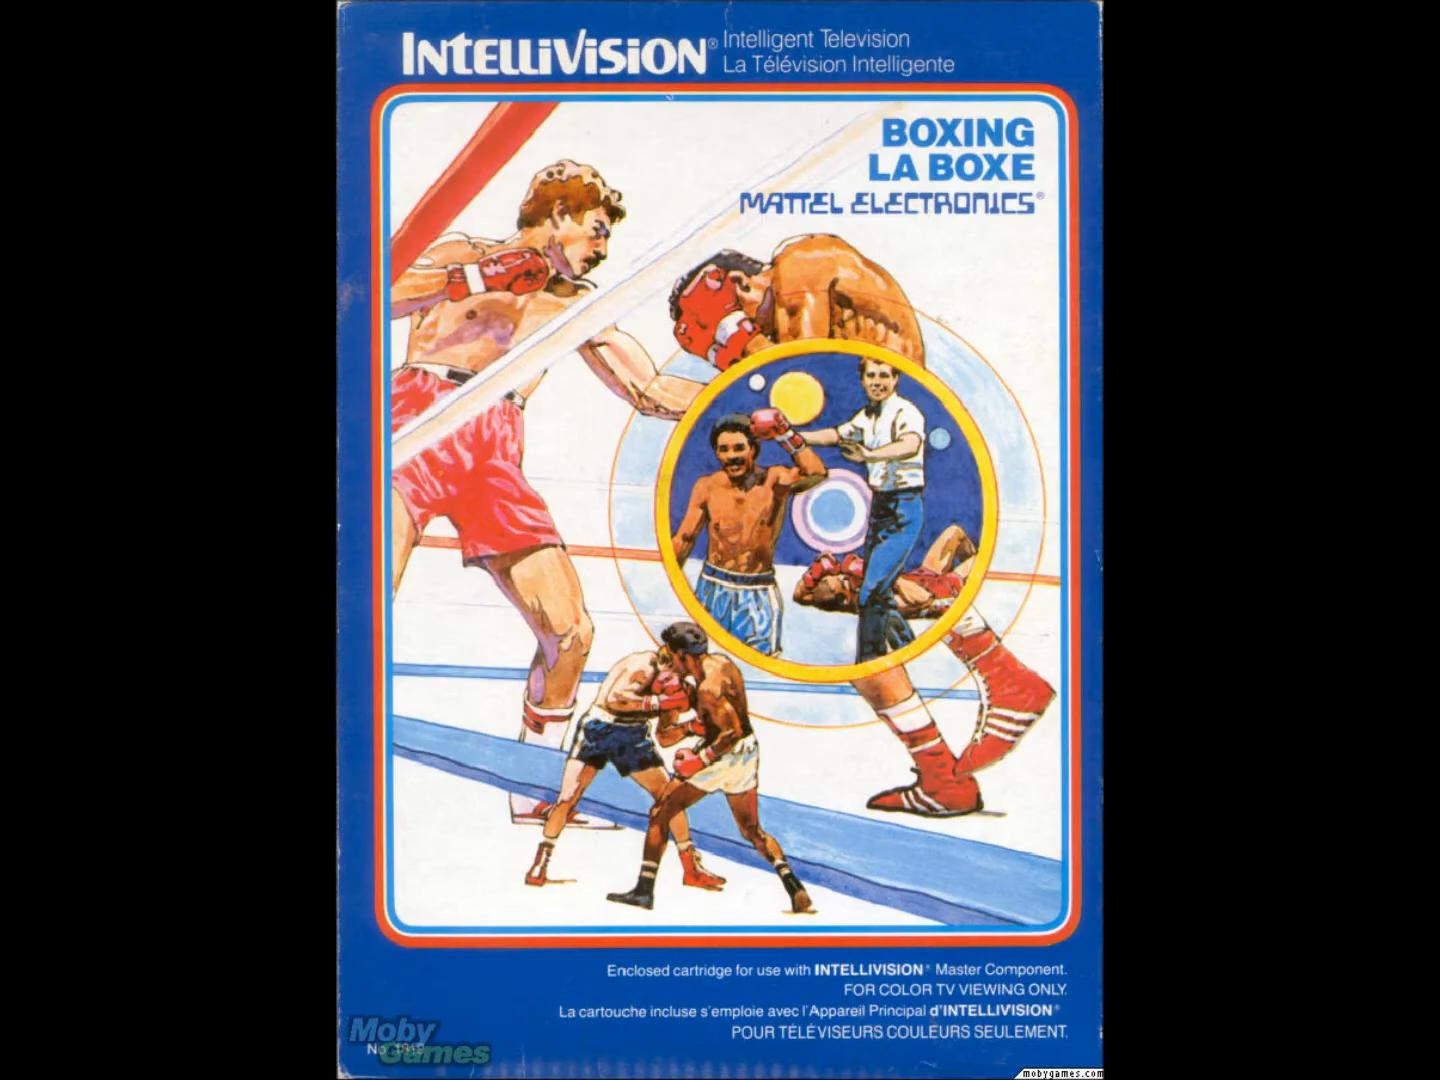 INTELLIVISION® Intelligent Television
La Télévision Intelligente
BOXING
LA BOXE
MATTEL ELECTRONICS®
Enclosed cartridge for use with INTELLIVISION® Master Component.
FOR COLOR TV VIEWING ONLY.
La cartouche incluse s'emploie avec l'Appareil Principal d'INTELLIVISION®
POUR TÉLÉVISEURS COULEURS SEULEMENT.
Moby
Games
No.
mobygames.com